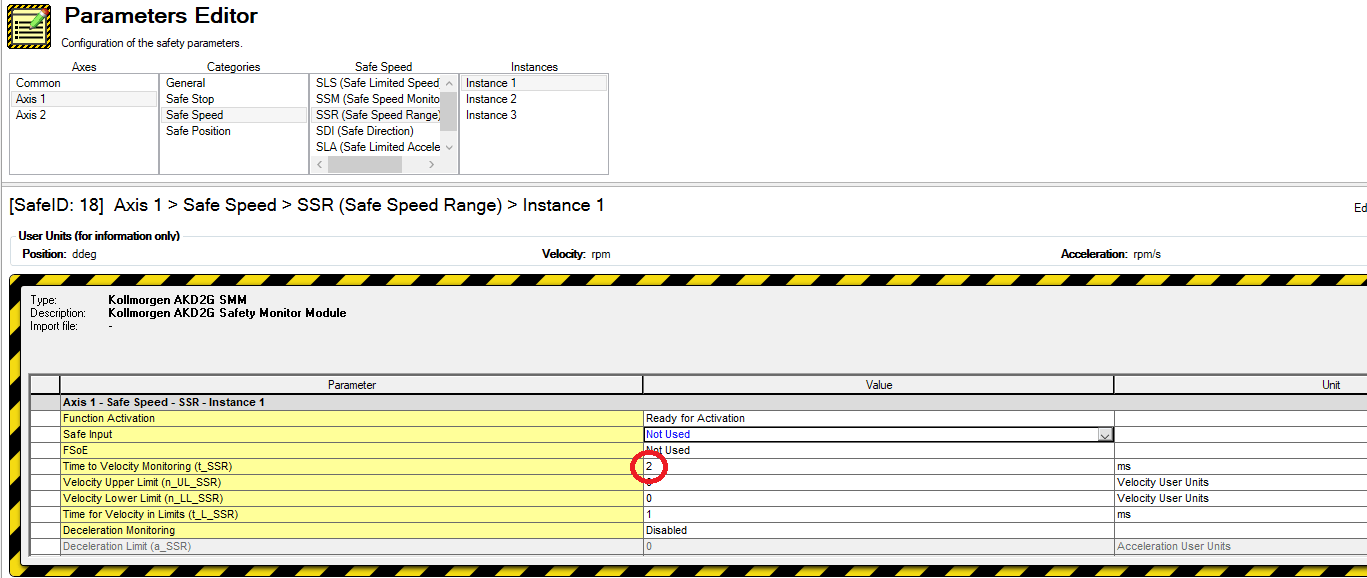 Parameters Editor
Configuration of the safety parameters.
Axes Categories Safe Speed Instances
Common General SLS (Safe Limited Speed Instance 1
Axis 1 Safe Stop SSM (Safe Speed Monito Instance 2
Axis 2 Safe Speed SSR (Safe Speed Range) Instance 3
Safe Position SDI (Safe Direction)
SLA (Safe Limited Accele
[SafeID: 18] Axis 1 > Safe Speed > SSR (Safe Speed Range) > Instance 1 Ed
User Units (for information only)
Position: ddeg Velocity: rpm Acceleration: rpm/s
Type: Kollmorgen AKD2G SMM
Description: Kollmorgen AKD2G Safety Monitor Module
Import file: -
Parameter Value Unit
Axis 1 - Safe Speed - SSR - Instance 1
Function Activation Ready for Activation
Safe Input Not Used
FSoE Not Used
Time to Velocity Monitoring (t_SSR) 2 ms
Velocity Upper Limit (n_UL_SSR) Velocity User Units
Velocity Lower Limit (n_LL_SSR) 0 Velocity User Units
Time for Velocity in Limits (t_L_SSR) 1 ms
Deceleration Monitoring Disabled
Deceleration Limit (a_SSR) 0 Acceleration User Units